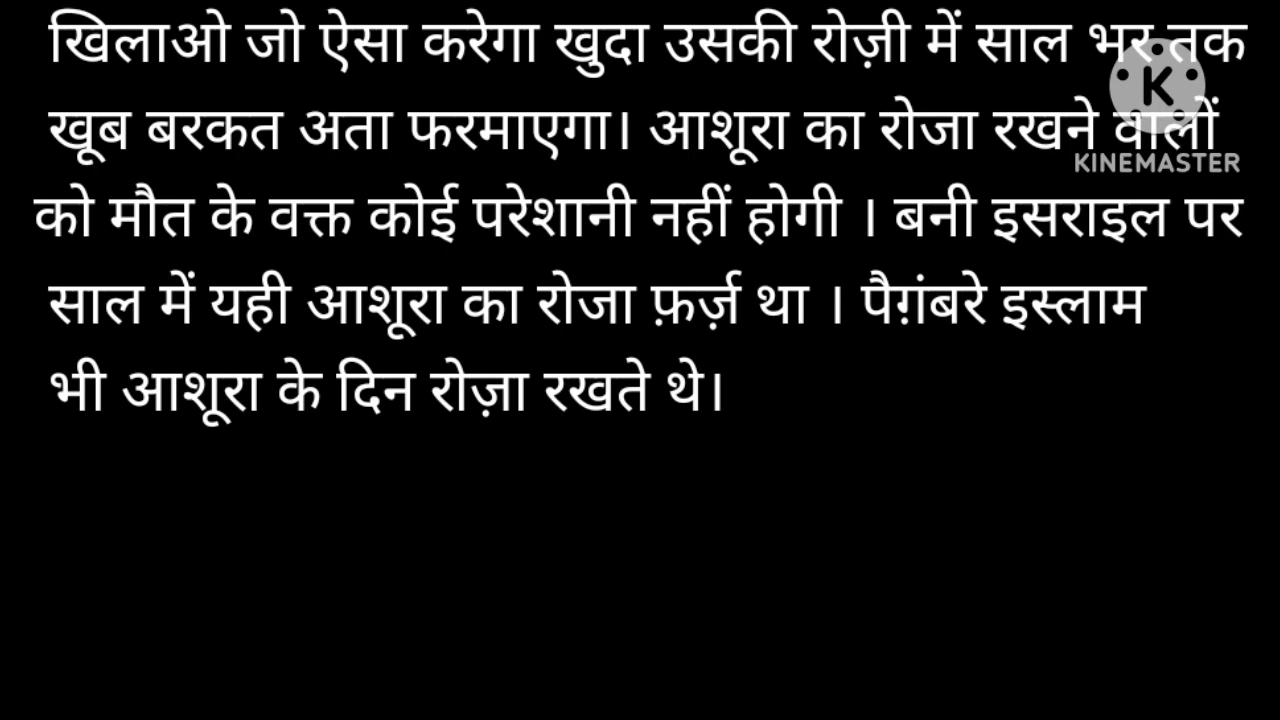 खिलाओ जो ऐसा करेगा खुदा उसकी रोज़ी में साल भर तक
खूब बरकत अता फरमाएगा। आशूरा का रोजा रखने वालों
KINEMASTER
को मौत के वक्त कोई परेशानी नहीं होगी । बनी इसराइल पर
साल में यही आशूरा का रोजा फ़र्ज़ था । पैग़ंबरे इस्लाम
भी आशूरा के दिन रोज़ा रखते थे।